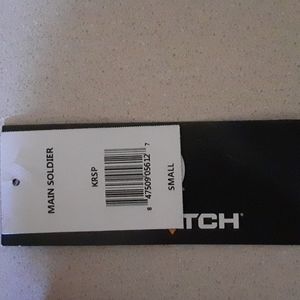 MAIN SOLDIER
KRSP
8 47509 05612 7
SMALL
TCH